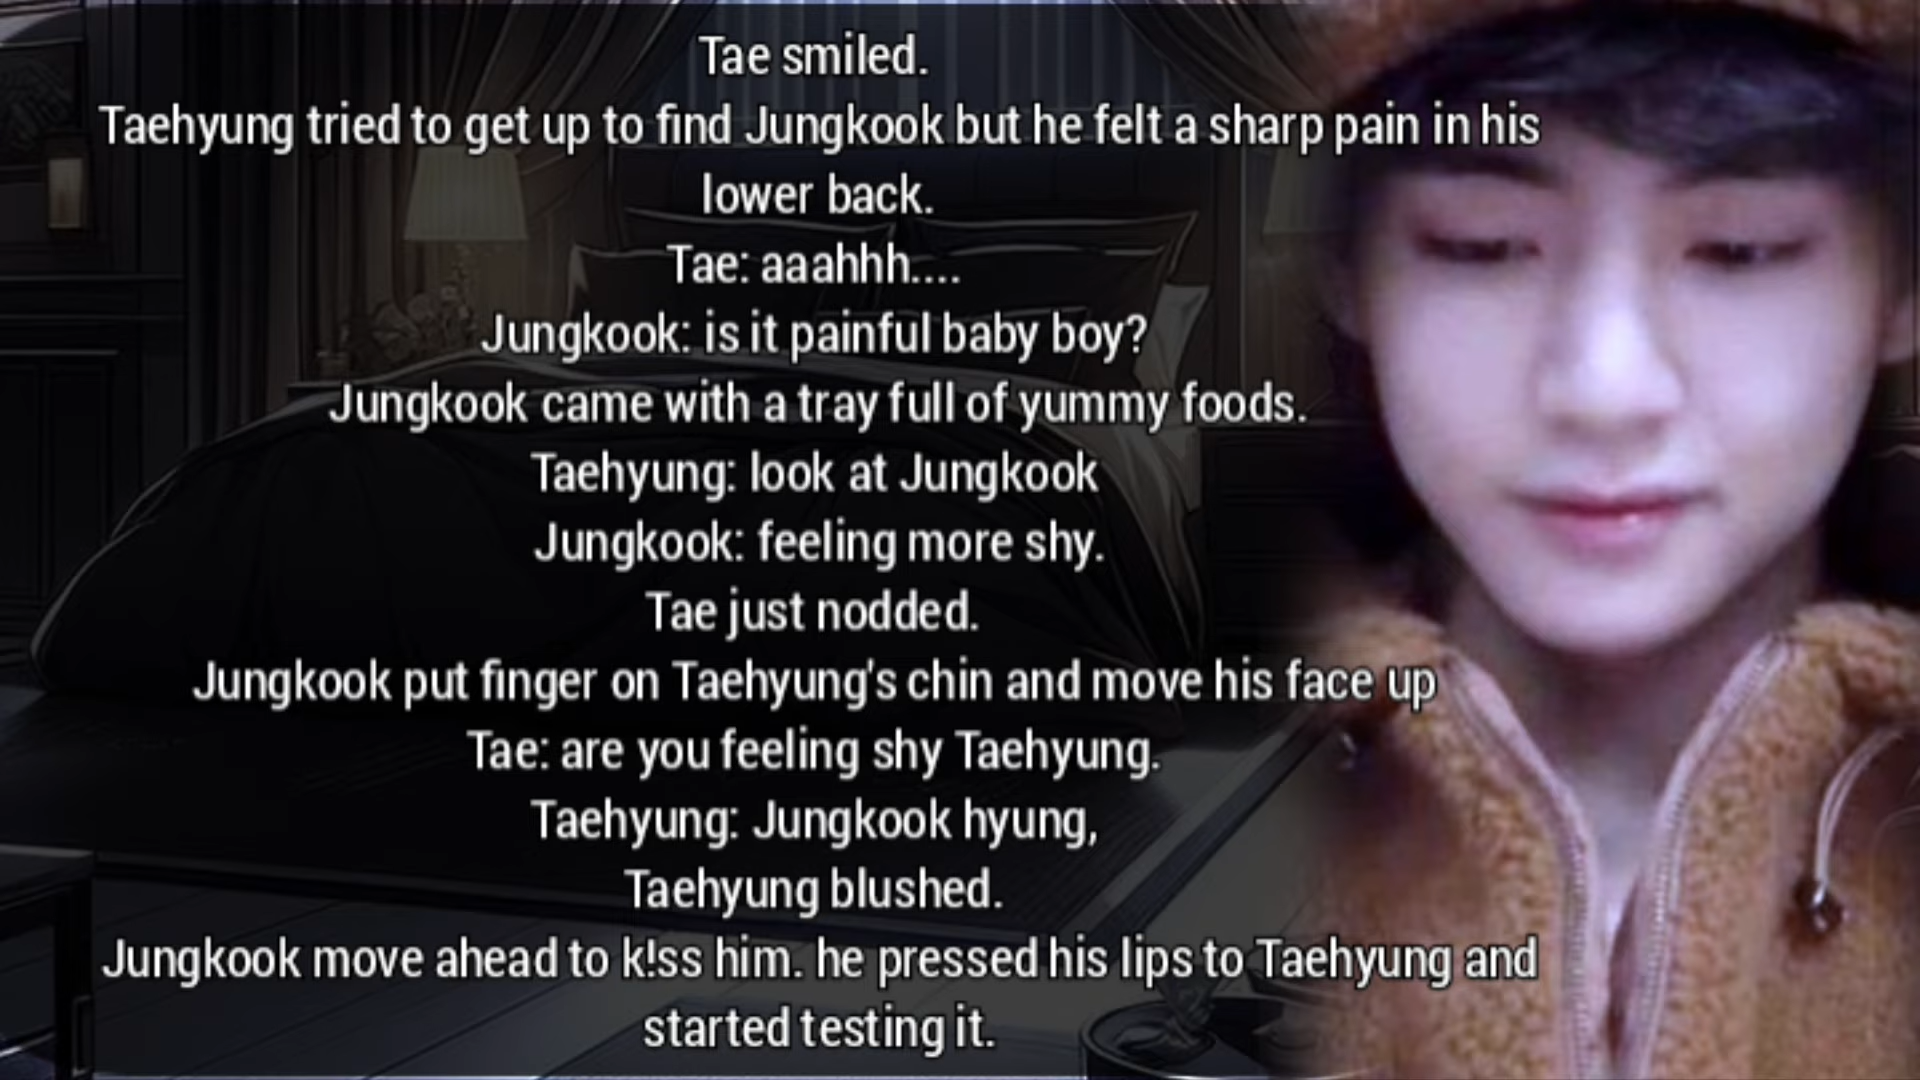 Tae smiled.
Taehyung tried to get up to find Jungkook but he felt a sharp pain in his
lower back.
Tae: aaahhh....
Jungkook: is it painful baby boy?
Jungkook came with a tray full of yummy foods.
Taehyung: look at Jungkook
Jungkook: feeling more shy.
Tae just nodded.
Jungkook put finger on Taehyung's chin and move his face up
Tae: are you feeling shy Taehyung.
Taehyung: Jungkook hyung,
Taehyung blushed.
Jungkook move ahead to k!ss him. he pressed his lips to Taehyung and
started testing it.